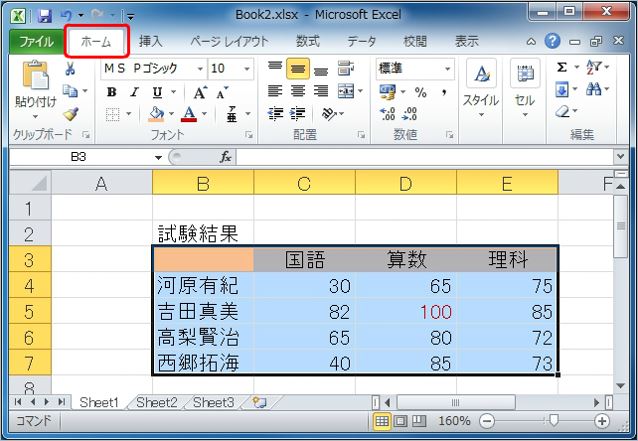 Book2.xlsx - Microsoft Excel
ファイル ホーム 挿入 ページ レイアウト 数式 データ 校閲 表示
貼り付け
ＭＳ Ｐゴシック 10
B I U A A
標準
% ,
スタイル セル
Σ
クリップボード フォント 配置 数値 編集
B3 fx
A B C D E F
1
2 試験結果
3 国語 算数 理科
4 河原有紀 30 65 75
5 吉田真美 82 100 85
6 高梨賢治 65 80 72
7 西郷拓海 40 85 73
8
Sheet1 Sheet2 Sheet3
コマンド 160%